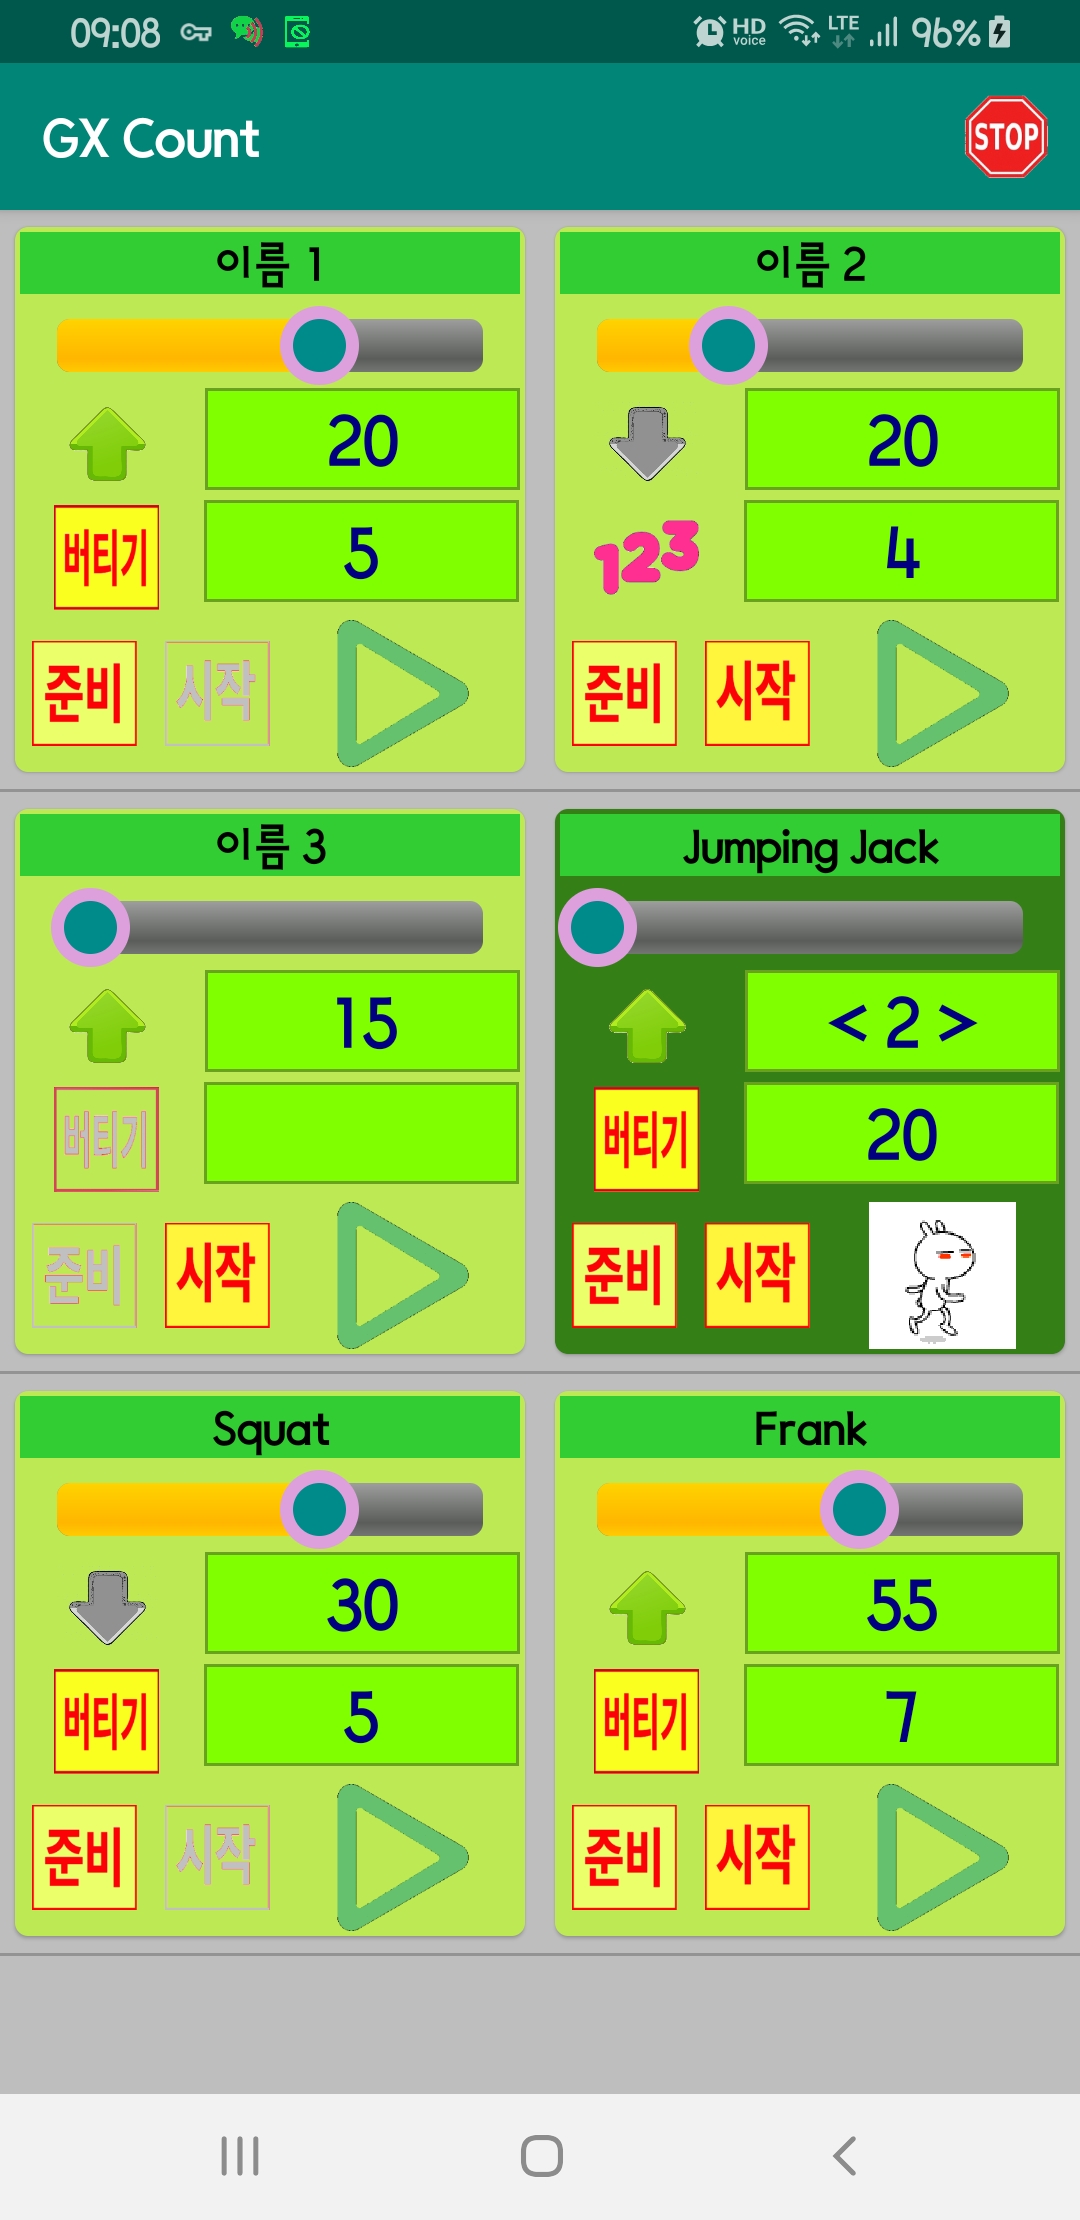 09:08 HD voice LTE 96%
GX Count STOP
이름 1
20
버티기 5
준비 시작
이름 2
20
123 4
준비 시작
이름 3
15
버티기
준비 시작
Jumping Jack
< 2 >
버티기 20
준비 시작
Squat
30
버티기 5
준비 시작
Frank
55
버티기 7
준비 시작